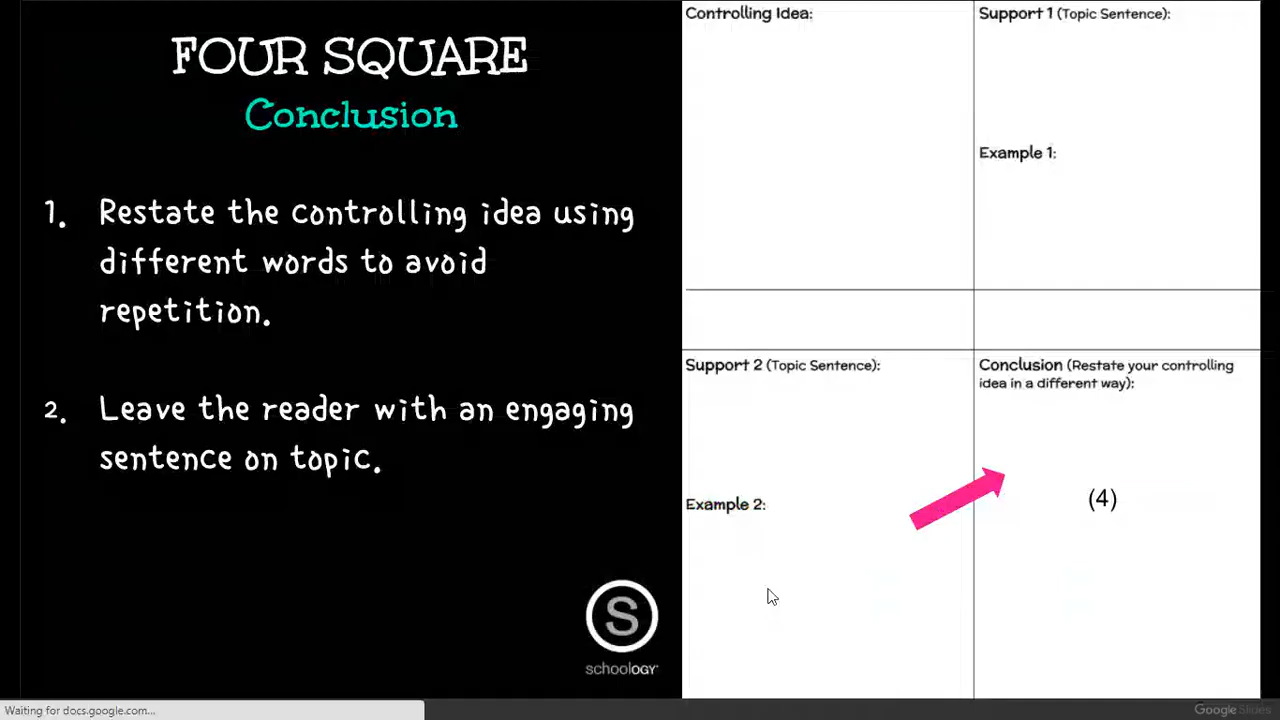 FOUR SQUARE
Conclusion
1. Restate the controlling idea using
different words to avoid
repetition.
2. Leave the reader with an engaging
sentence on topic.
S
schoology
Controlling Idea:
Support 1 (Topic Sentence):
Example 1:
Support 2 (Topic Sentence):
Example 2:
Conclusion (Restate your controlling
idea in a different way):
(4)
Waiting for docs.google.com...
Google Slides